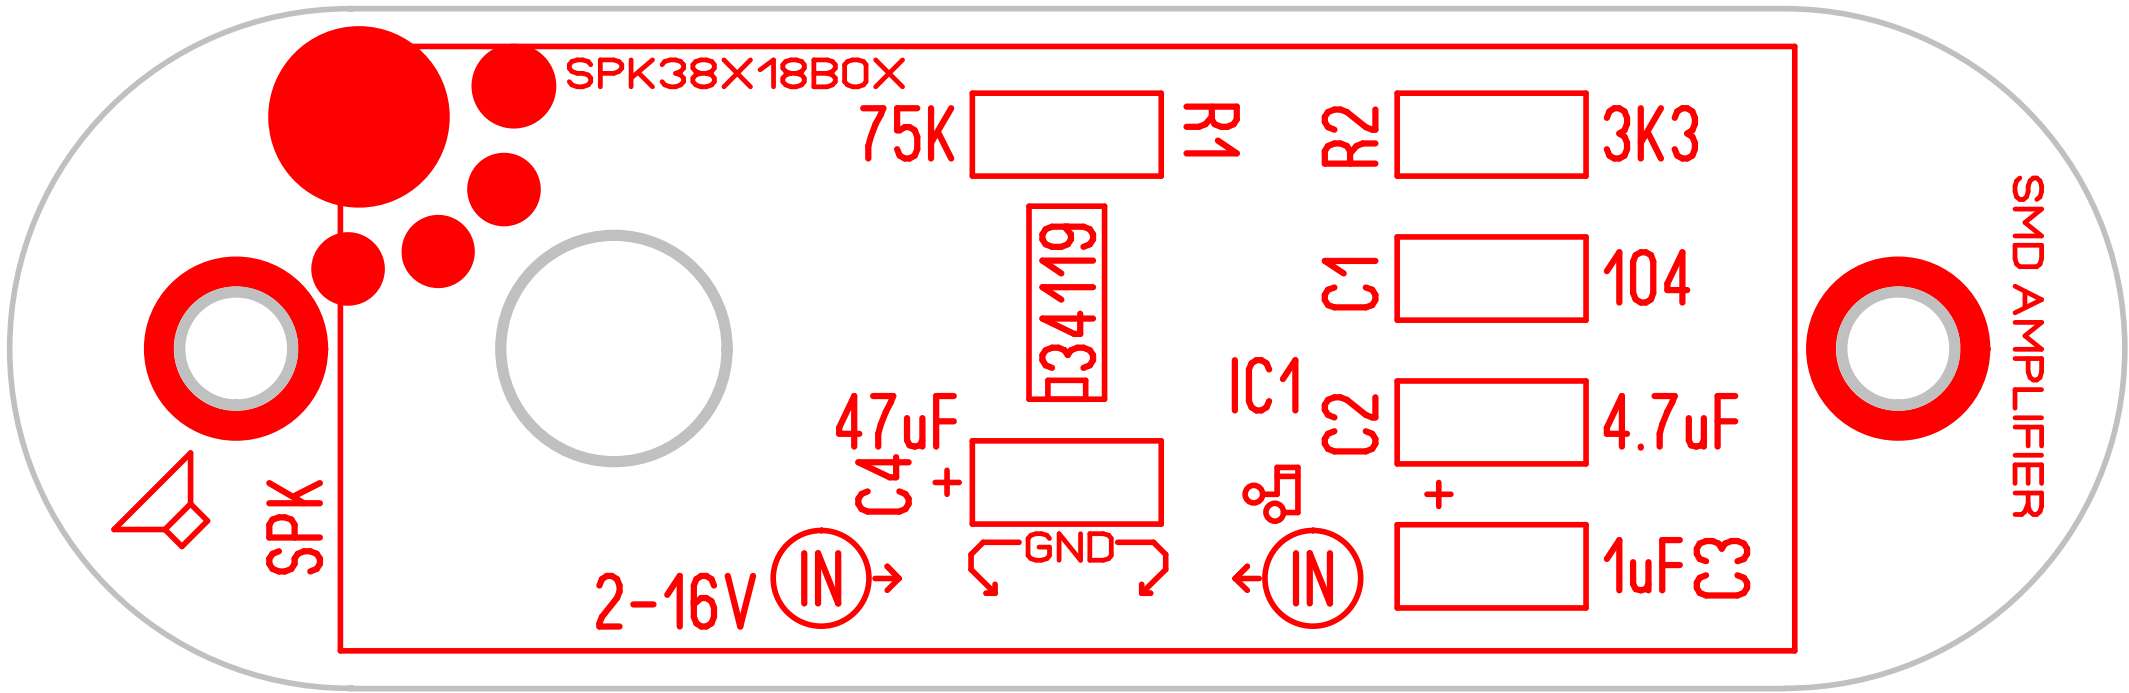 SPK38X18BOX
75K
R1
R2
3K3
D34119
C1
104
SMD AMPLIFIER
IC1
47uF
C4
+
C2
4.7uF
+
SPK
GND
2-16V
IN
IN
1uF
C3